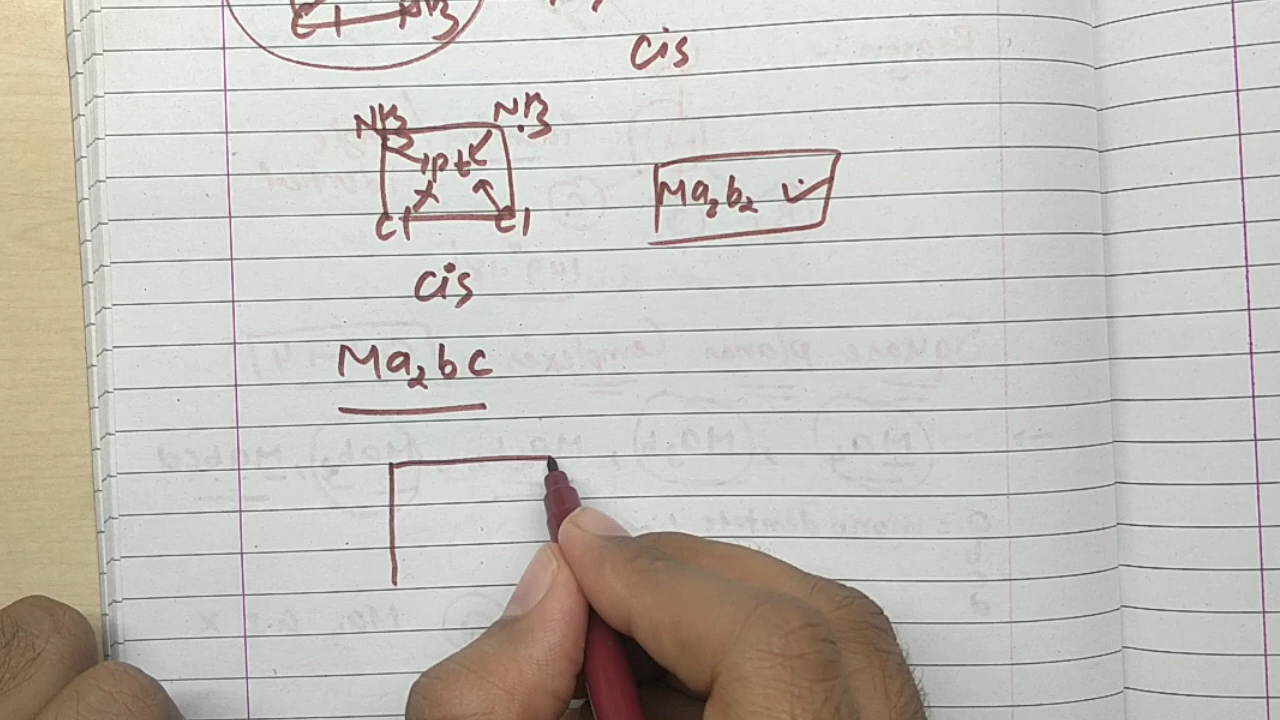 Cl NH3
cis
NH3 NH3
Pt
Cl Cl
Ma2b2 ✓
cis
Ma2bc